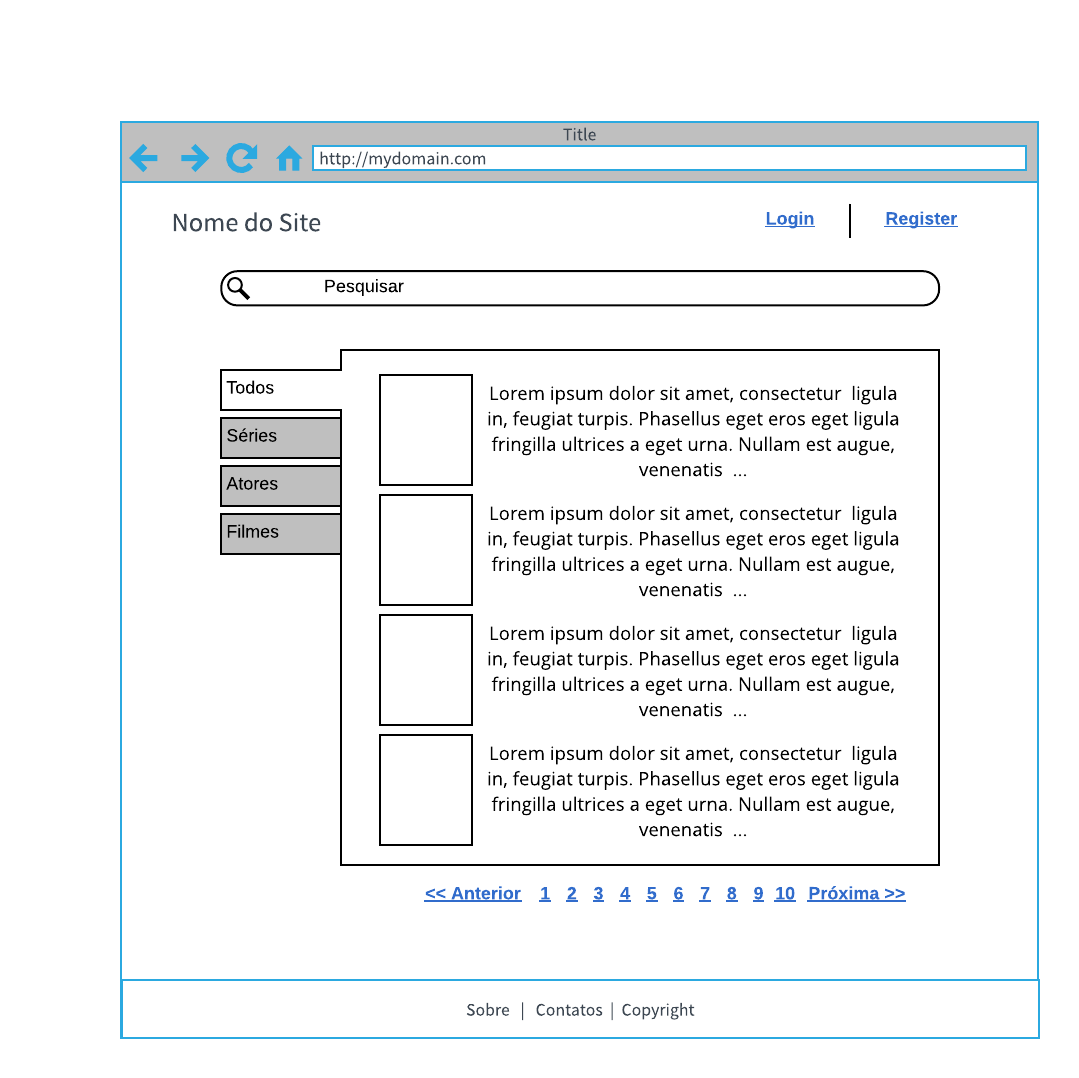 Title
http://mydomain.com
Nome do Site
Login | Register
Pesquisar
Todos
Séries
Atores
Filmes
Lorem ipsum dolor sit amet, consectetur  ligula
in, feugiat turpis. Phasellus eget eros eget ligula
fringilla ultrices a eget urna. Nullam est augue,
venenatis  ...
Lorem ipsum dolor sit amet, consectetur  ligula
in, feugiat turpis. Phasellus eget eros eget ligula
fringilla ultrices a eget urna. Nullam est augue,
venenatis  ...
Lorem ipsum dolor sit amet, consectetur  ligula
in, feugiat turpis. Phasellus eget eros eget ligula
fringilla ultrices a eget urna. Nullam est augue,
venenatis  ...
Lorem ipsum dolor sit amet, consectetur  ligula
in, feugiat turpis. Phasellus eget eros eget ligula
fringilla ultrices a eget urna. Nullam est augue,
venenatis  ...
<< Anterior 1 2 3 4 5 6 7 8 9 10 Próxima >>
Sobre | Contatos | Copyright